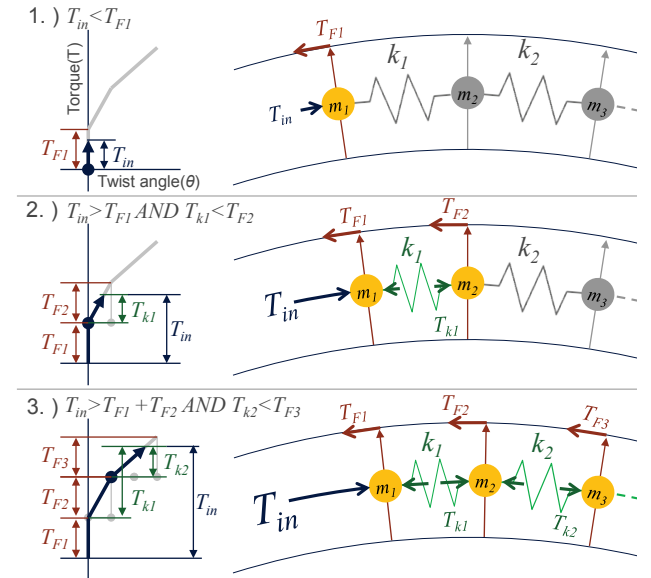 1. ) T_in<T_F1
Torque(T)
T_F1
T_in
Twist angle(θ)
T_F1
k_1
k_2
T_in
m_1
m_2
m_3
2. ) T_in>T_F1 AND T_k1<T_F2
T_F2
T_F1
T_k1
T_in
T_F1
T_F2
k_1
k_2
T_in
m_1
m_2
m_3
T_k1
3. ) T_in>T_F1 +T_F2 AND T_k2<T_F3
T_F3
T_F2
T_F1
T_k2
T_k1
T_in
T_F1
T_F2
T_F3
k_1
k_2
T_in
m_1
m_2
m_3
T_k1
T_k2